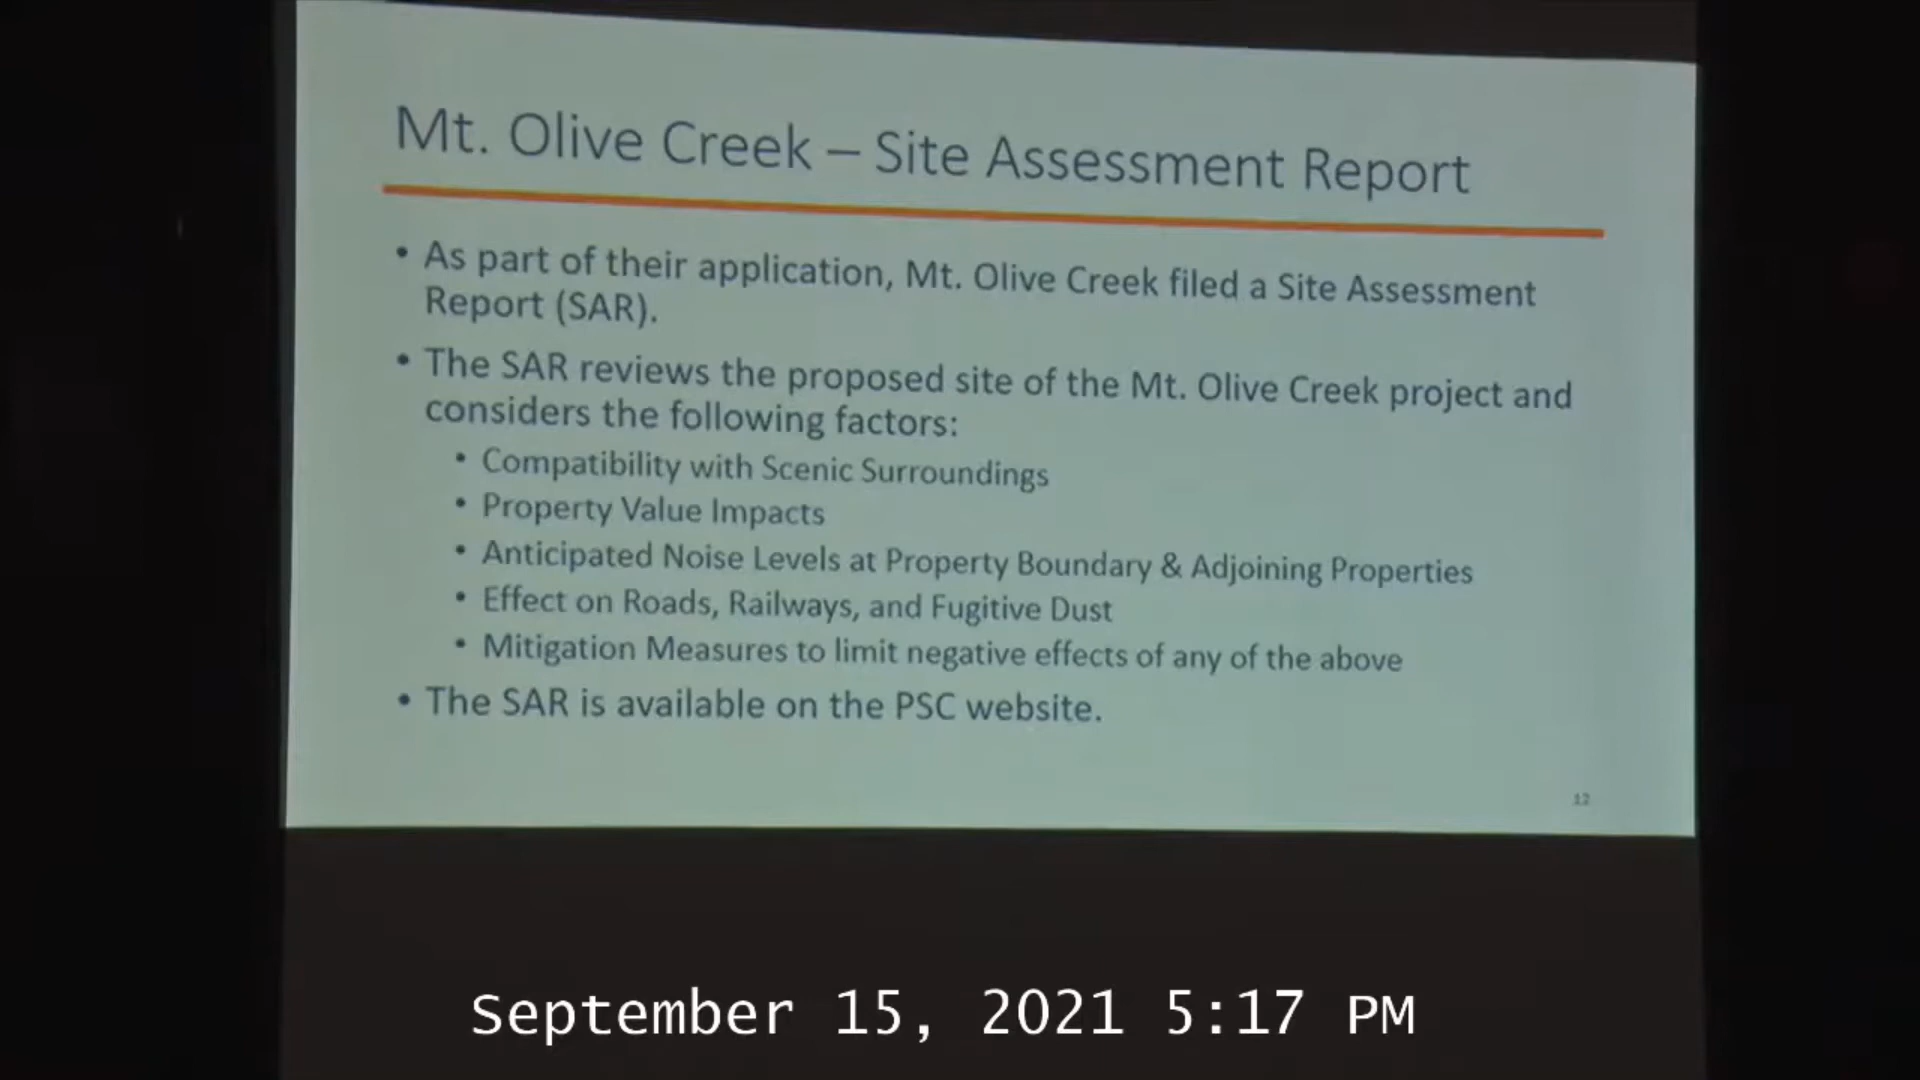 Mt. Olive Creek – Site Assessment Report
• As part of their application, Mt. Olive Creek filed a Site Assessment
Report (SAR).
• The SAR reviews the proposed site of the Mt. Olive Creek project and
considers the following factors:
• Compatibility with Scenic Surroundings
• Property Value Impacts
• Anticipated Noise Levels at Property Boundary & Adjoining Properties
• Effect on Roads, Railways, and Fugitive Dust
• Mitigation Measures to limit negative effects of any of the above
• The SAR is available on the PSC website.
12
September 15, 2021 5:17 PM